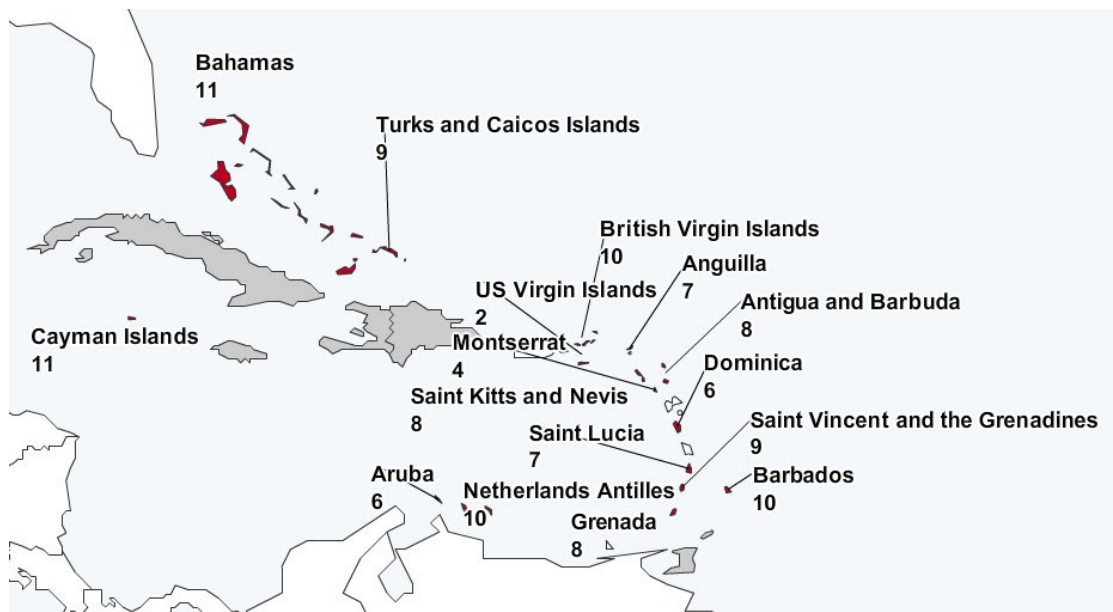 Bahamas
11
Turks and Caicos Islands
9
British Virgin Islands
10
Anguilla
7
US Virgin Islands
2
Antigua and Barbuda
8
Cayman Islands
11
Montserrat
4
Dominica
6
Saint Kitts and Nevis
8
Saint Vincent and the Grenadines
9
Saint Lucia
7
Aruba
6
Netherlands Antilles
10
Barbados
10
Grenada
8